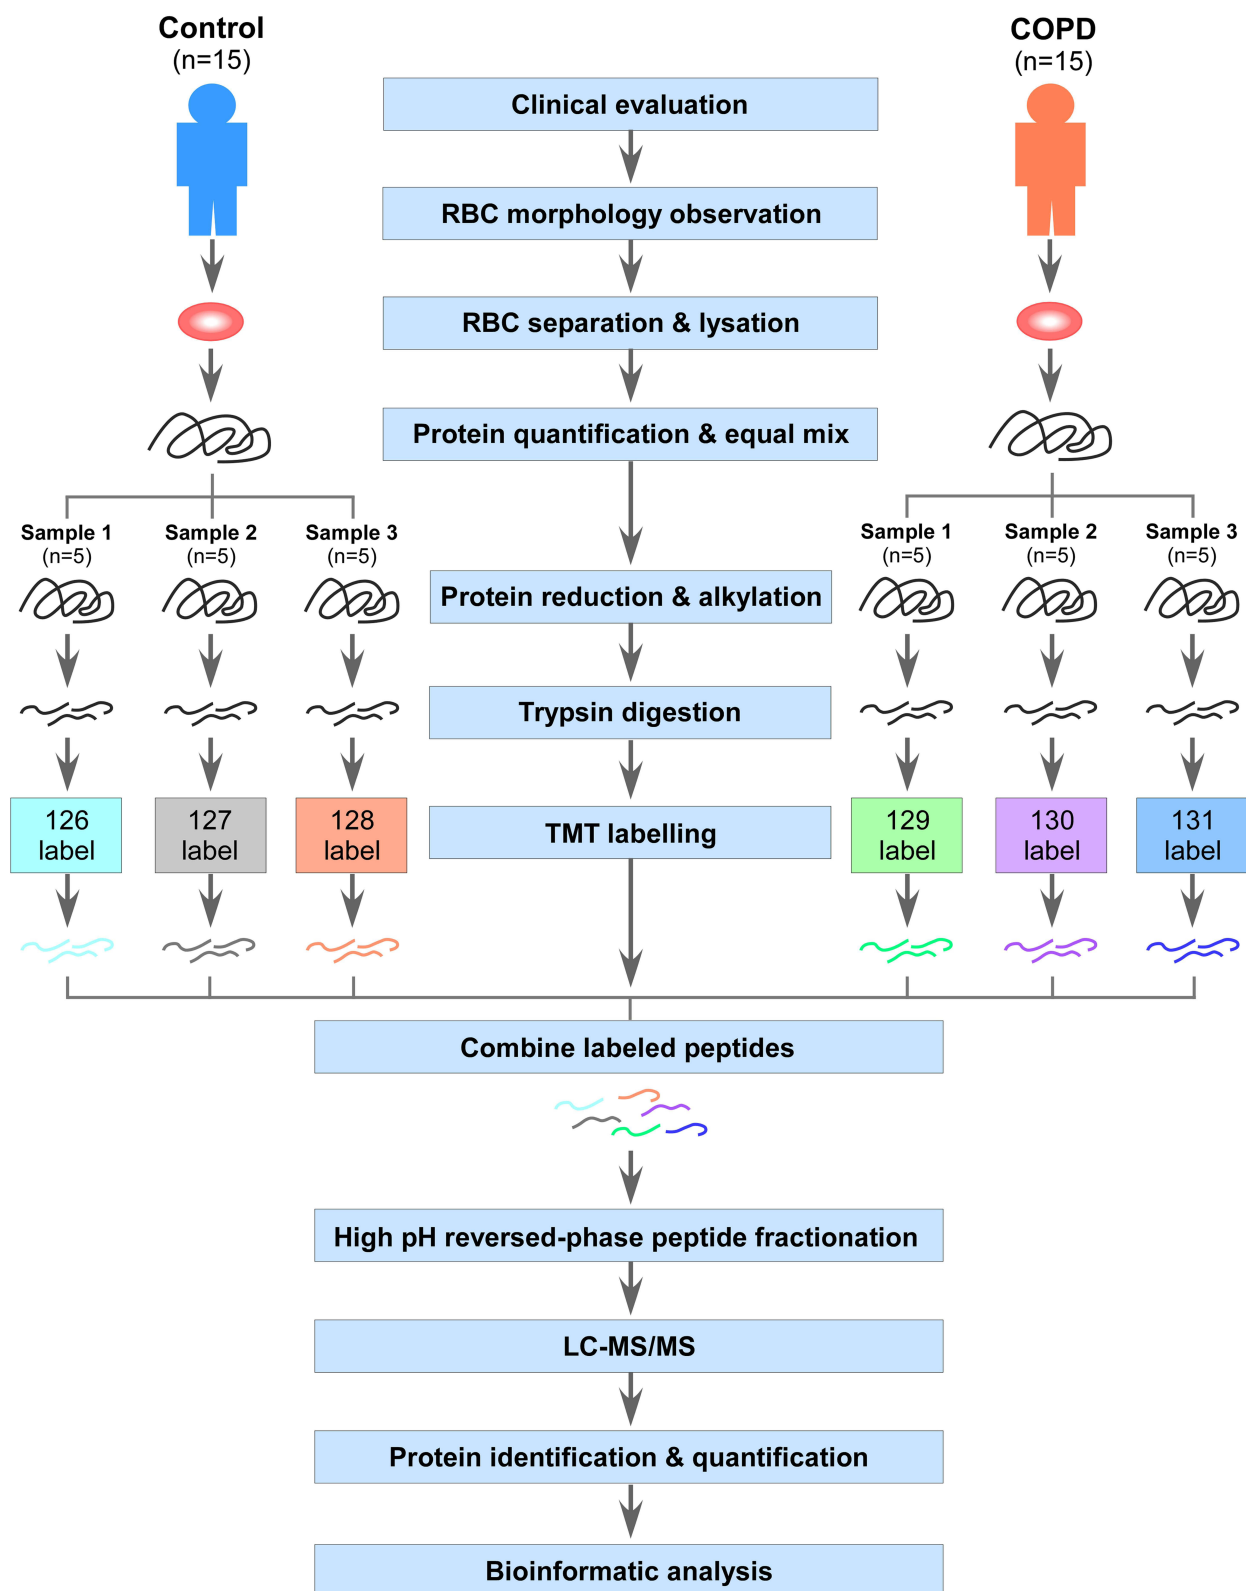 Control
(n=15)
COPD
(n=15)
Clinical evaluation
RBC morphology observation
RBC separation & lysation
Protein quantification & equal mix
Sample 1
(n=5)
Sample 2
(n=5)
Sample 3
(n=5)
Sample 1
(n=5)
Sample 2
(n=5)
Sample 3
(n=5)
Protein reduction & alkylation
Trypsin digestion
126
label
127
label
128
label
TMT labelling
129
label
130
label
131
label
Combine labeled peptides
High pH reversed-phase peptide fractionation
LC-MS/MS
Protein identification & quantification
Bioinformatic analysis